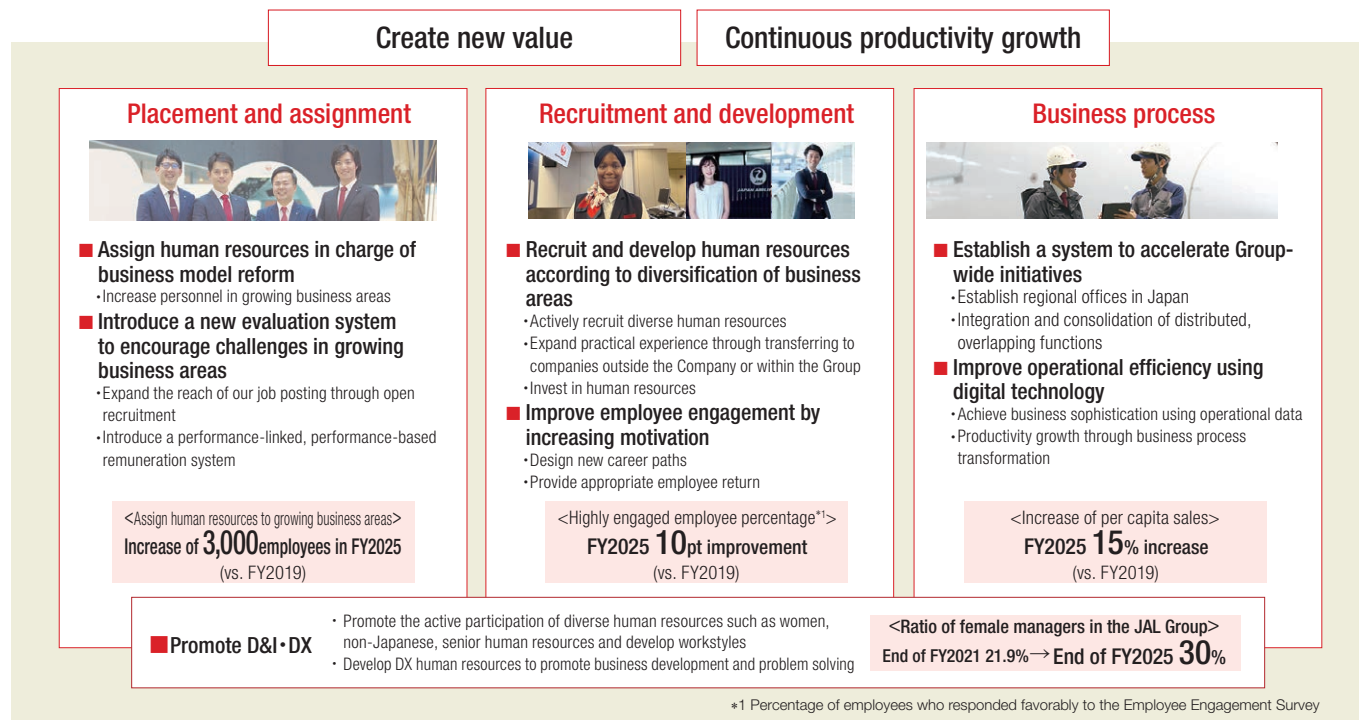 Create new value
Continuous productivity growth
Placement and assignment
■ Assign human resources in charge of
business model reform
・Increase personnel in growing business areas
■ Introduce a new evaluation system
to encourage challenges in growing
business areas
・Expand the reach of our job posting through open
recruitment
・Introduce a performance-linked, performance-based
remuneration system
<Assign human resources to growing business areas>
Increase of 3,000employees in FY2025
(vs. FY2019)
Recruitment and development
JAPAN AIRLINES
■ Recruit and develop human resources
according to diversification of business
areas
・Actively recruit diverse human resources
・Expand practical experience through transferring to
companies outside the Company or within the Group
・Invest in human resources
■ Improve employee engagement by
increasing motivation
・Design new career paths
・Provide appropriate employee return
<Highly engaged employee percentage*1>
FY2025 10pt improvement
(vs. FY2019)
Business process
■ Establish a system to accelerate Group-
wide initiatives
・Establish regional offices in Japan
・Integration and consolidation of distributed,
overlapping functions
■ Improve operational efficiency using
digital technology
・Achieve business sophistication using operational data
・Productivity growth through business process
transformation
<Increase of per capita sales>
FY2025 15% increase
(vs. FY2019)
■Promote D&I・DX
・ Promote the active participation of diverse human resources such as women,
non-Japanese, senior human resources and develop workstyles
・ Develop DX human resources to promote business development and problem solving
<Ratio of female managers in the JAL Group>
End of FY2021 21.9%→End of FY2025 30%
*1 Percentage of employees who responded favorably to the Employee Engagement Survey